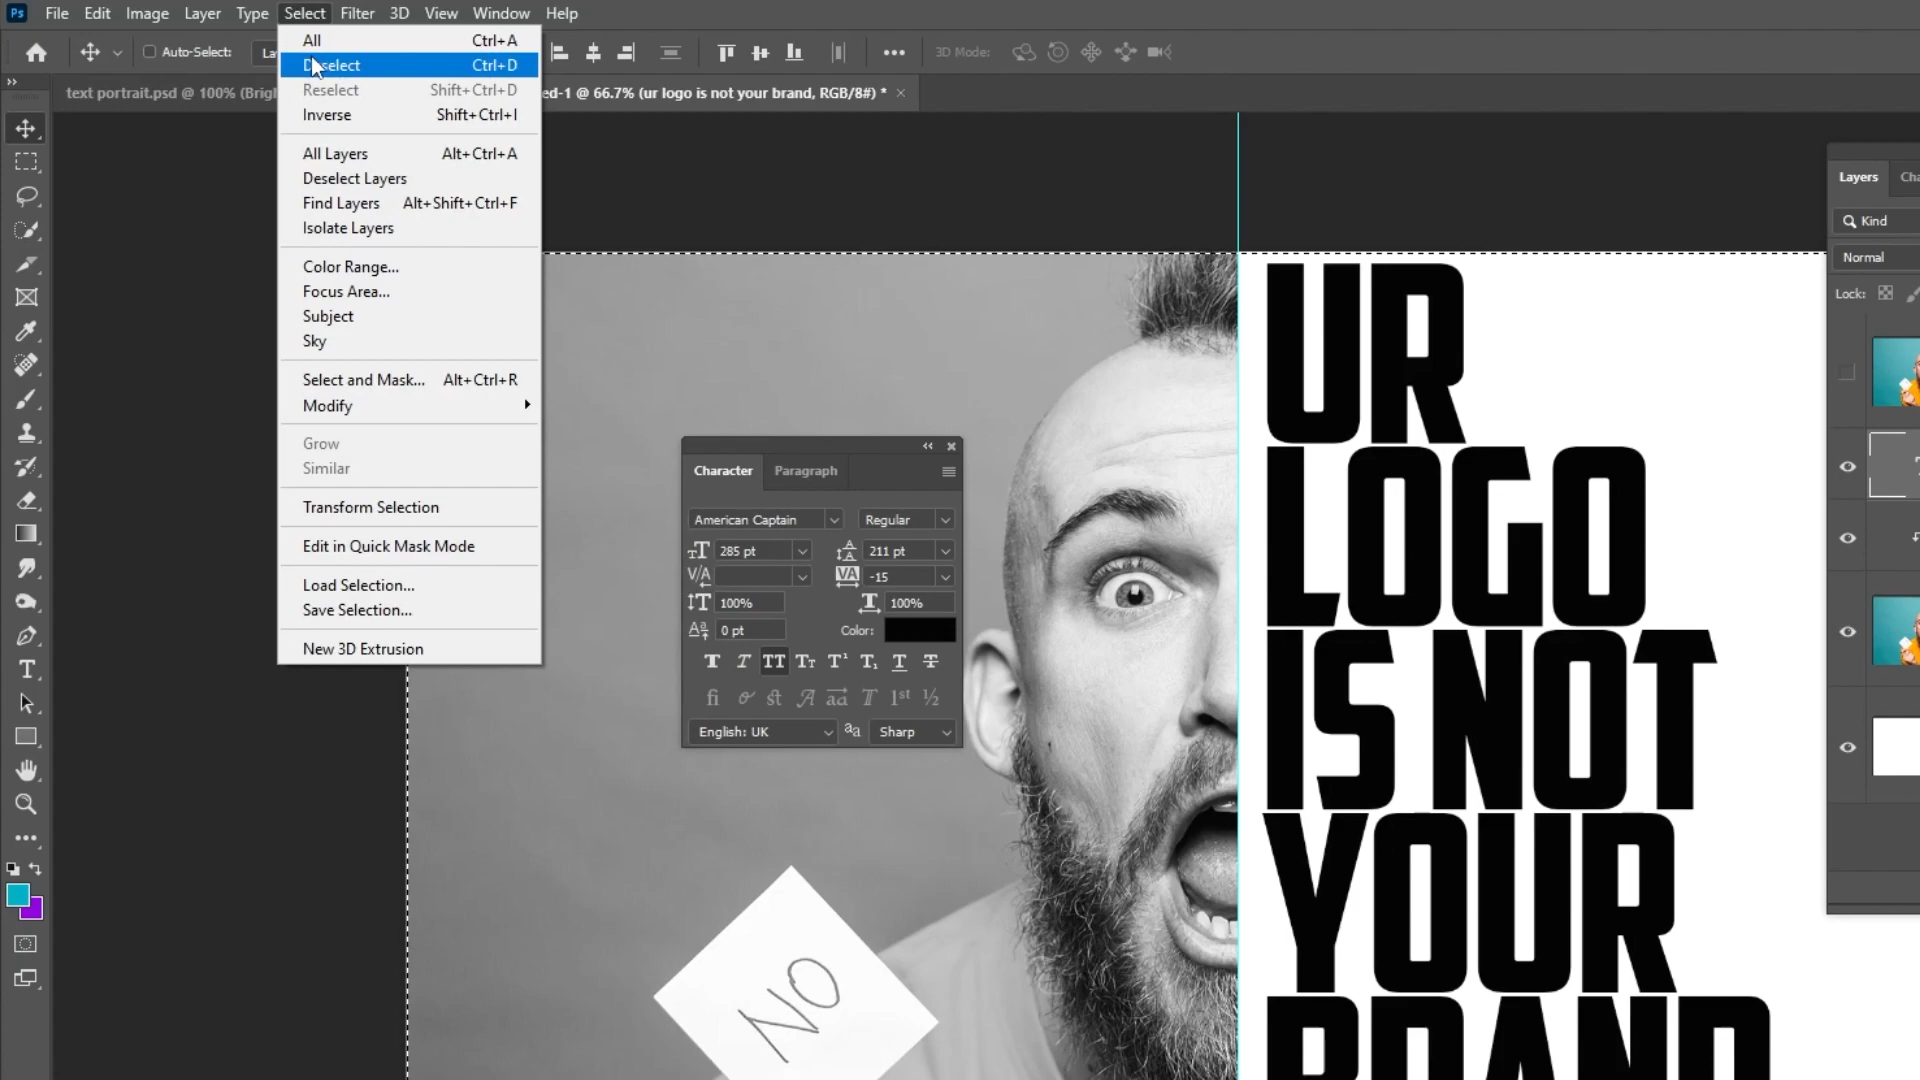 Ps File Edit Image Layer Type Select Filter 3D View Window Help
Auto-Select:
3D Mode:
text portrait.psd @ 100% (Brigh
ed-1 @ 66.7% (ur logo is not your brand, RGB/8#) *
All Ctrl+A
Deselect Ctrl+D
Reselect Shift+Ctrl+D
Inverse Shift+Ctrl+I
All Layers Alt+Ctrl+A
Deselect Layers
Find Layers Alt+Shift+Ctrl+F
Isolate Layers
Color Range...
Focus Area...
Subject
Sky
Select and Mask... Alt+Ctrl+R
Modify
Grow
Similar
Transform Selection
Edit in Quick Mask Mode
Load Selection...
Save Selection...
New 3D Extrusion
Character Paragraph
American Captain Regular
285 pt 211 pt
-15
100% 100%
0 pt Color:
English: UK Sharp
NO
UR
LOGO
IS NOT
YOUR
BRAND
Layers
Kind
Normal
Lock: